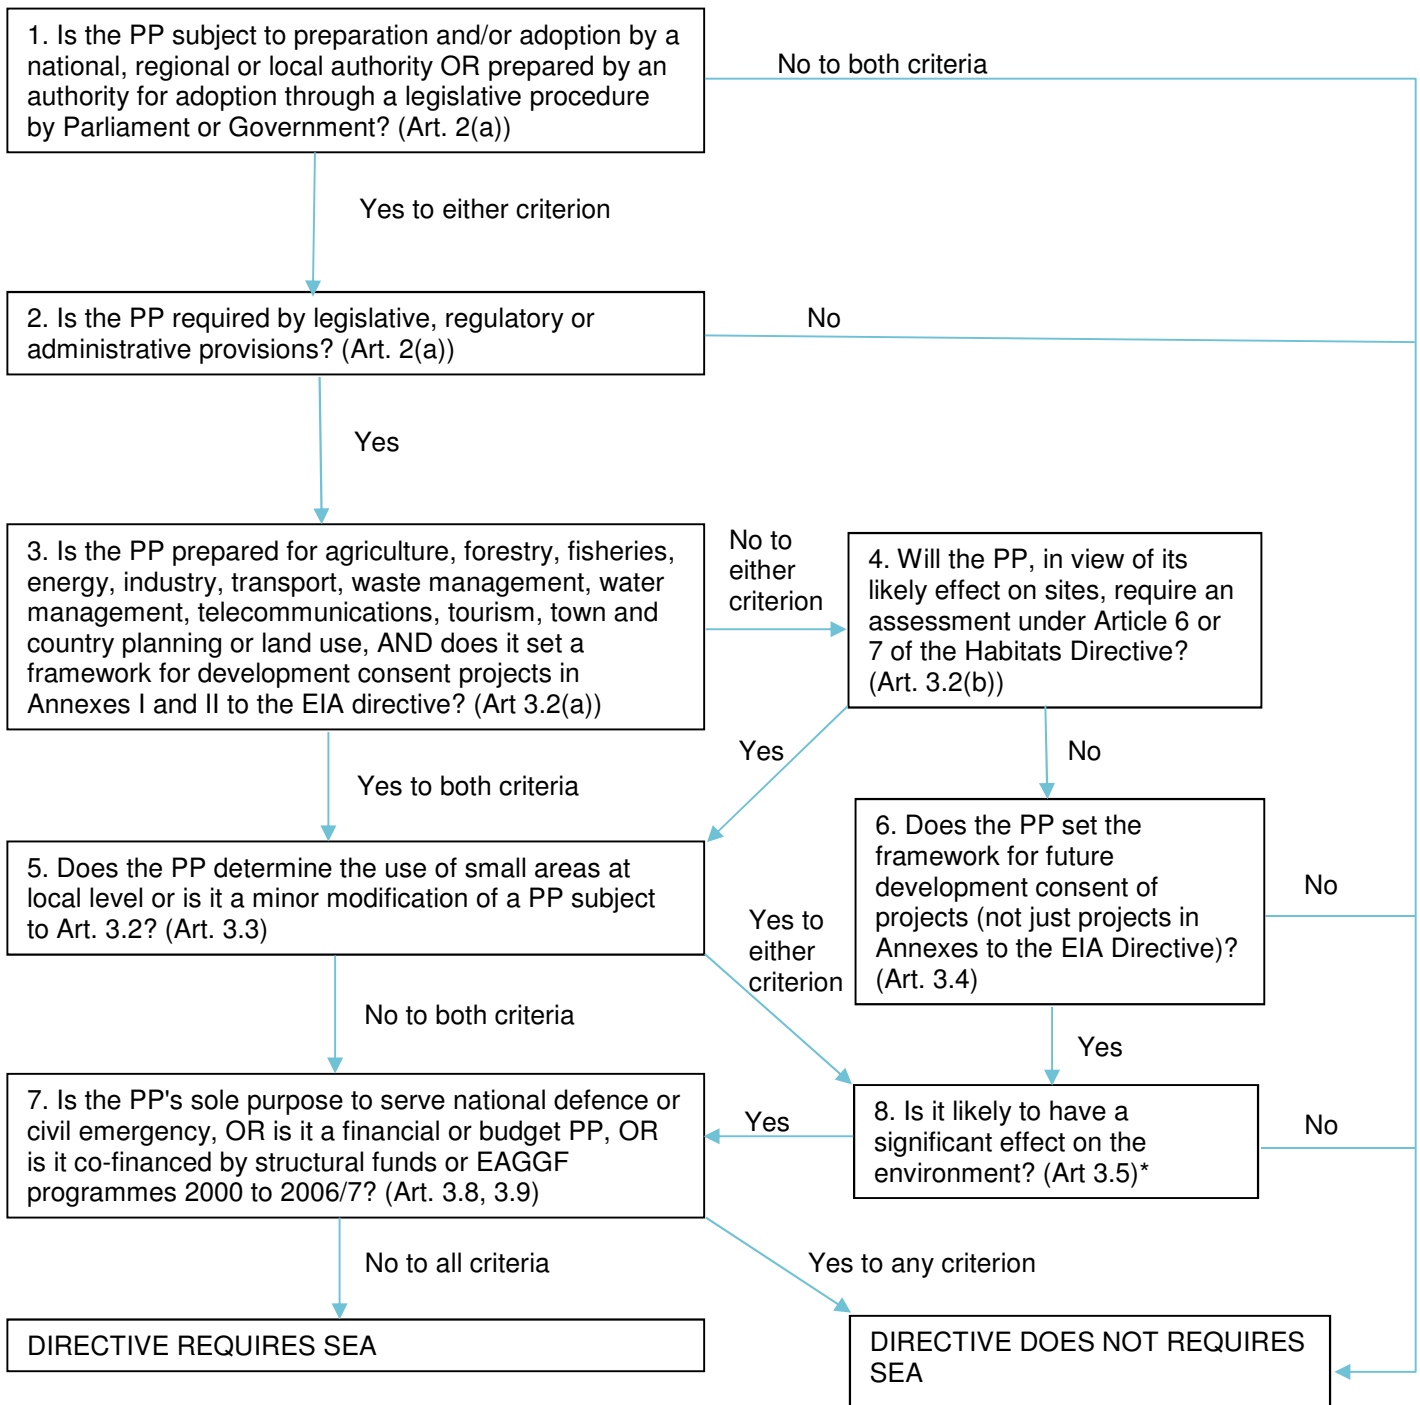 1. Is the PP subject to preparation and/or adoption by a
national, regional or local authority OR prepared by an
authority for adoption through a legislative procedure
by Parliament or Government? (Art. 2(a))
No to both criteria
Yes to either criterion
2. Is the PP required by legislative, regulatory or
administrative provisions? (Art. 2(a))
No
Yes
3. Is the PP prepared for agriculture, forestry, fisheries,
energy, industry, transport, waste management, water
management, telecommunications, tourism, town and
country planning or land use, AND does it set a
framework for development consent projects in
Annexes I and II to the EIA directive? (Art 3.2(a))
No to
either
criterion
4. Will the PP, in view of its
likely effect on sites, require an
assessment under Article 6 or
7 of the Habitats Directive?
(Art. 3.2(b))
Yes
No
Yes to both criteria
5. Does the PP determine the use of small areas at
local level or is it a minor modification of a PP subject
to Art. 3.2? (Art. 3.3)
Yes to
either
criterion
6. Does the PP set the
framework for future
development consent of
projects (not just projects in
Annexes to the EIA Directive)?
(Art. 3.4)
No
No to both criteria
Yes
7. Is the PP's sole purpose to serve national defence or
civil emergency, OR is it a financial or budget PP, OR
is it co-financed by structural funds or EAGGF
programmes 2000 to 2006/7? (Art. 3.8, 3.9)
Yes
8. Is it likely to have a
significant effect on the
environment? (Art 3.5)*
No
No to all criteria
Yes to any criterion
DIRECTIVE REQUIRES SEA
DIRECTIVE DOES NOT REQUIRES
SEA